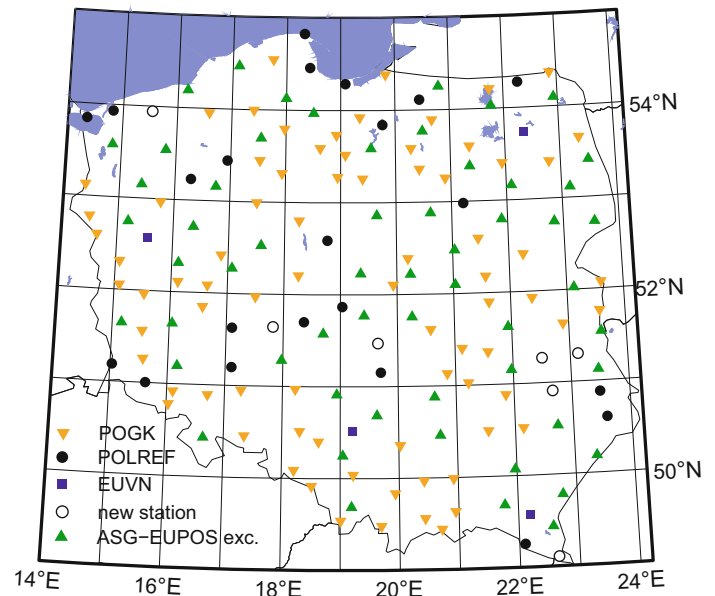 54°N
52°N
50°N
POGK
POLREF
EUVN
new station
ASG−EUPOS exc.
14°E 16°E 18°E 20°E 22°E 24°E